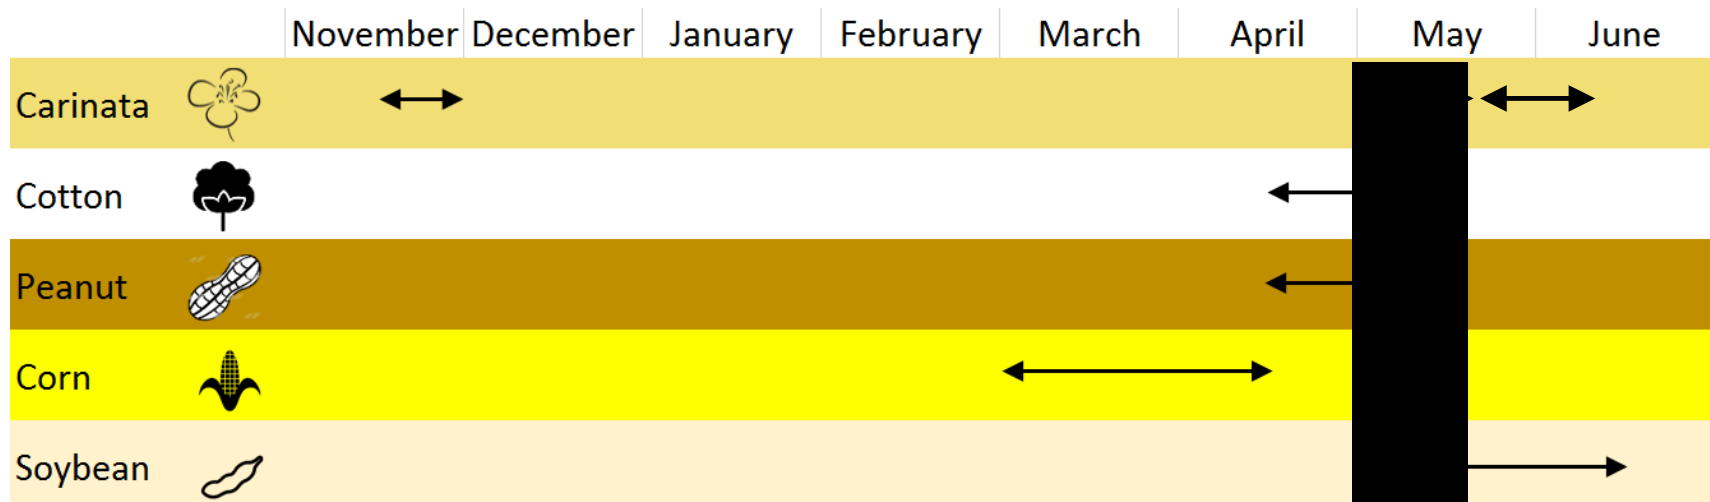 November December January February March April May June
Carinata
Cotton
Peanut
Corn
Soybean